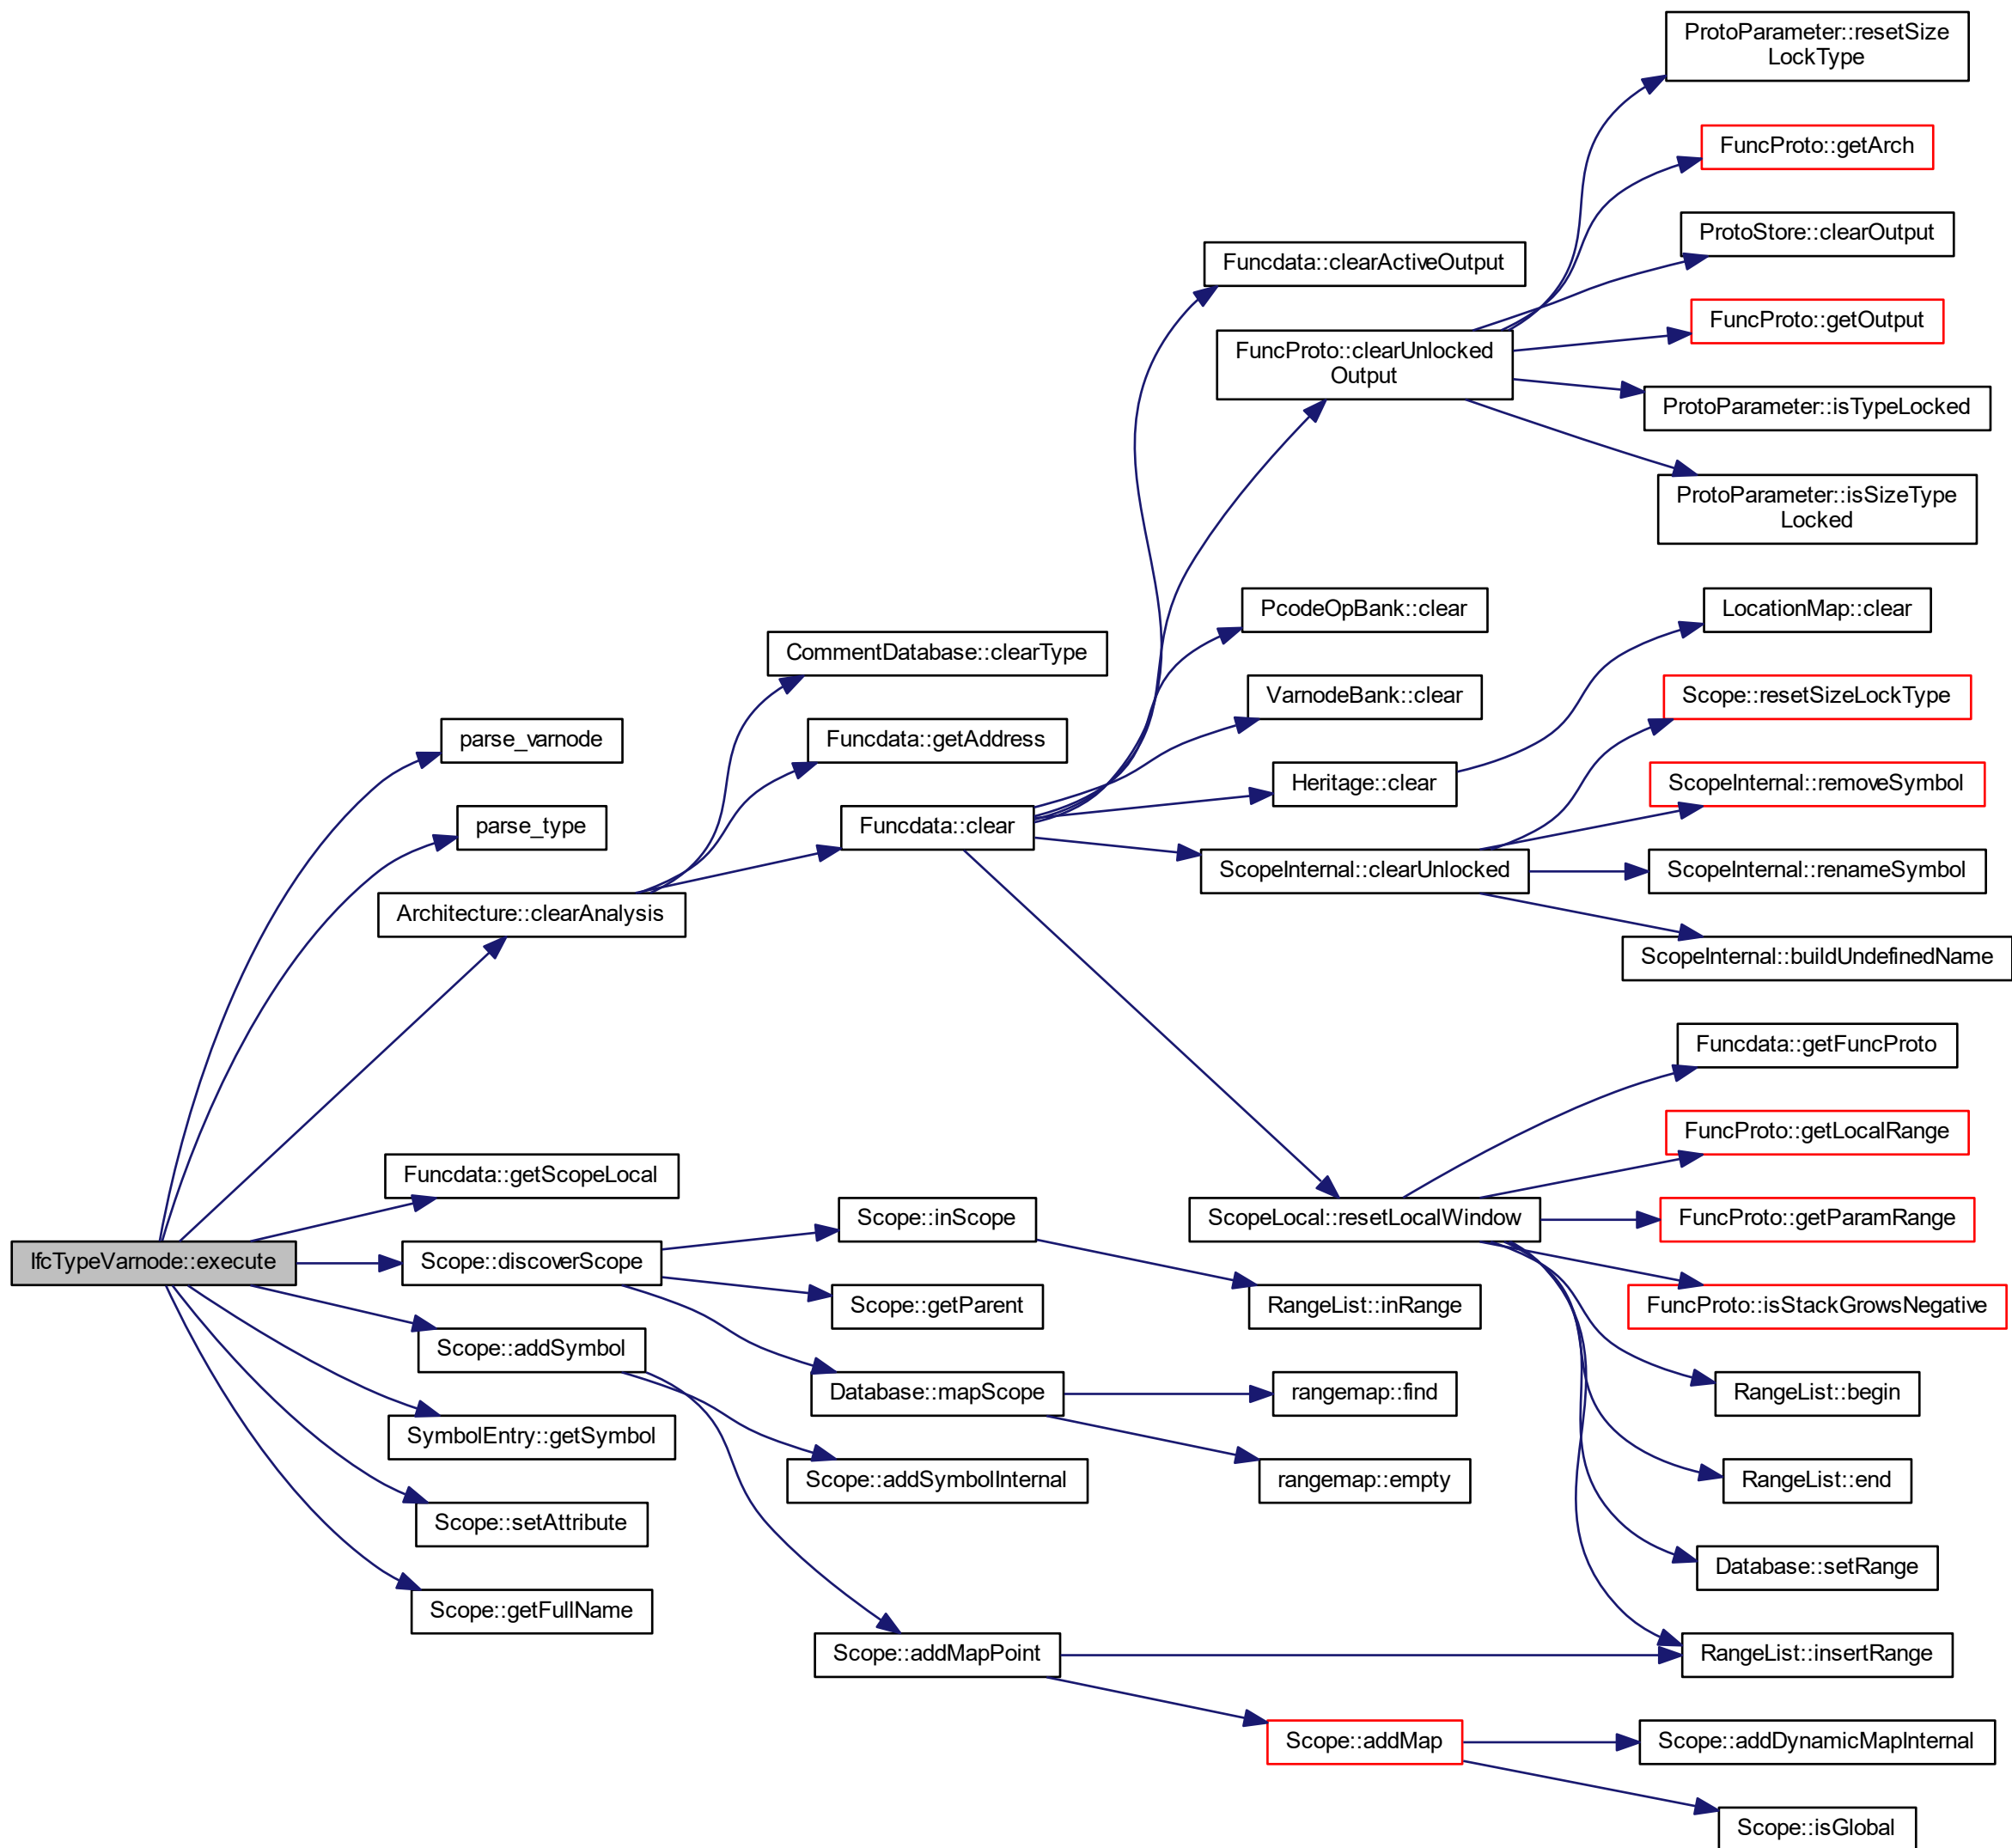 ProtoParameter::resetSize
LockType
FuncProto::getArch
ProtoStore::clearOutput
Funcdata::clearActiveOutput
FuncProto::getOutput
FuncProto::clearUnlocked
Output
ProtoParameter::isTypeLocked
ProtoParameter::isSizeType
Locked
PcodeOpBank::clear
LocationMap::clear
CommentDatabase::clearType
VarnodeBank::clear
Scope::resetSizeLockType
parse_varnode
Funcdata::getAddress
Heritage::clear
ScopeInternal::removeSymbol
parse_type
Funcdata::clear
ScopeInternal::clearUnlocked
ScopeInternal::renameSymbol
Architecture::clearAnalysis
ScopeInternal::buildUndefinedName
Funcdata::getFuncProto
FuncProto::getLocalRange
Funcdata::getScopeLocal
Scope::inScope
ScopeLocal::resetLocalWindow
FuncProto::getParamRange
IfcTypeVarnode::execute
Scope::discoverScope
Scope::getParent
RangeList::inRange
FuncProto::isStackGrowsNegative
Scope::addSymbol
Database::mapScope
rangemap::find
RangeList::begin
SymbolEntry::getSymbol
Scope::addSymbolInternal
rangemap::empty
RangeList::end
Scope::setAttribute
Database::setRange
Scope::getFullName
Scope::addMapPoint
RangeList::insertRange
Scope::addMap
Scope::addDynamicMapInternal
Scope::isGlobal